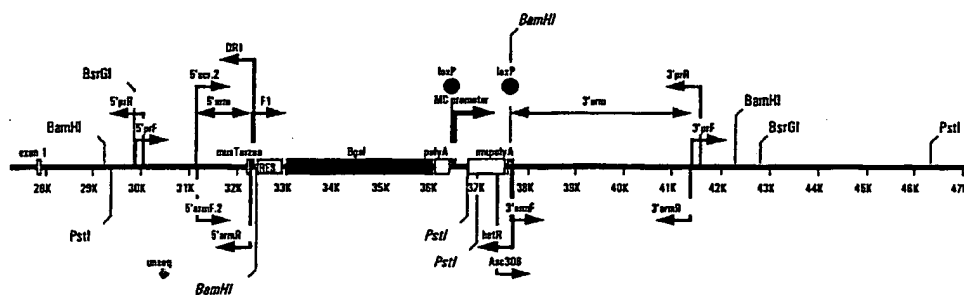 BamHI
DR1
BsrGI
5'scr.2
loxP
loxP
3'prR
5'prR
5'arm
F1
MC promoter
3'arm
BamHI
BamHI
5'prF
3'prF
BsrGI
PstI
exon 1
IRES
Bgal
polyA
28K
29K
30K
31K
32K
33K
34K
35K
36K
37K
38K
39K
40K
41K
42K
43K
44K
45K
46K
47K
PstI
5'armF.2
5'armR
PstI
PstI
3'armF
3'armR
unseq
BamHI
Asc306